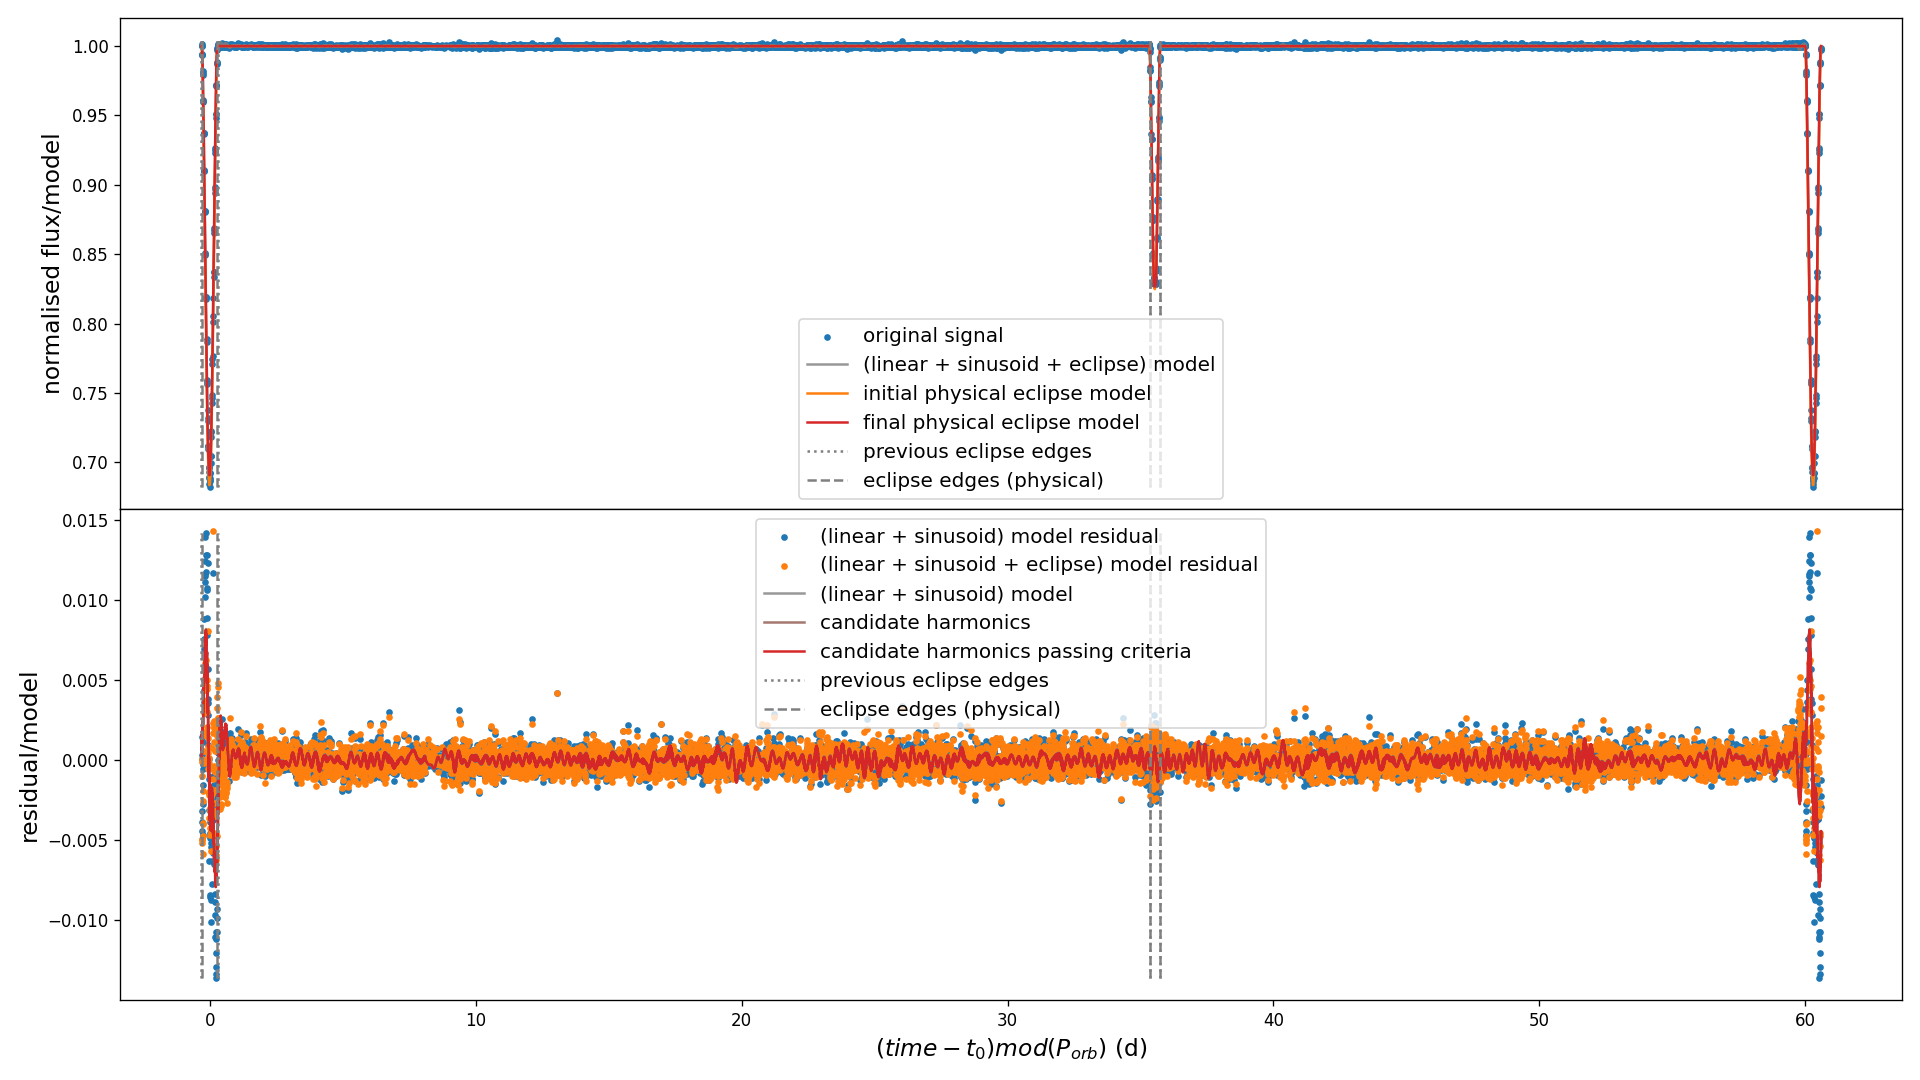 normalised flux/model
1.00
0.95
0.90
0.85
0.80
0.75
0.70
original signal
(linear + sinusoid + eclipse) model
initial physical eclipse model
final physical eclipse model
previous eclipse edges
eclipse edges (physical)
residual/model
0.015
0.010
0.005
0.000
−0.005
−0.010
(linear + sinusoid) model residual
(linear + sinusoid + eclipse) model residual
(linear + sinusoid) model
candidate harmonics
candidate harmonics passing criteria
previous eclipse edges
eclipse edges (physical)
0 10 20 30 40 50 60
(time − t₀)mod(Pₒᵣb) (d)